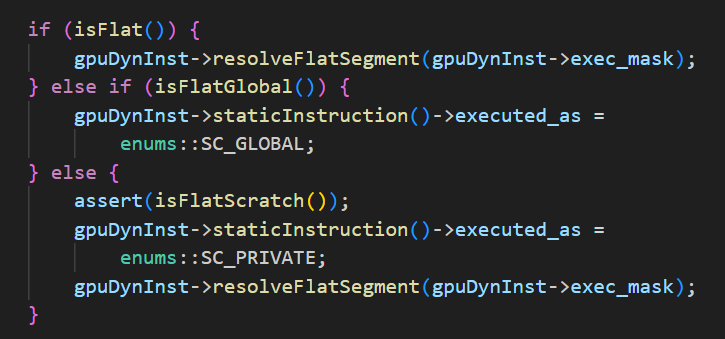 if (isFlat()) {
    gpuDynInst->resolveFlatSegment(gpuDynInst->exec_mask);
} else if (isFlatGlobal()) {
    gpuDynInst->staticInstruction()->executed_as =
        enums::SC_GLOBAL;
} else {
    assert(isFlatScratch());
    gpuDynInst->staticInstruction()->executed_as =
        enums::SC_PRIVATE;
    gpuDynInst->resolveFlatSegment(gpuDynInst->exec_mask);
}